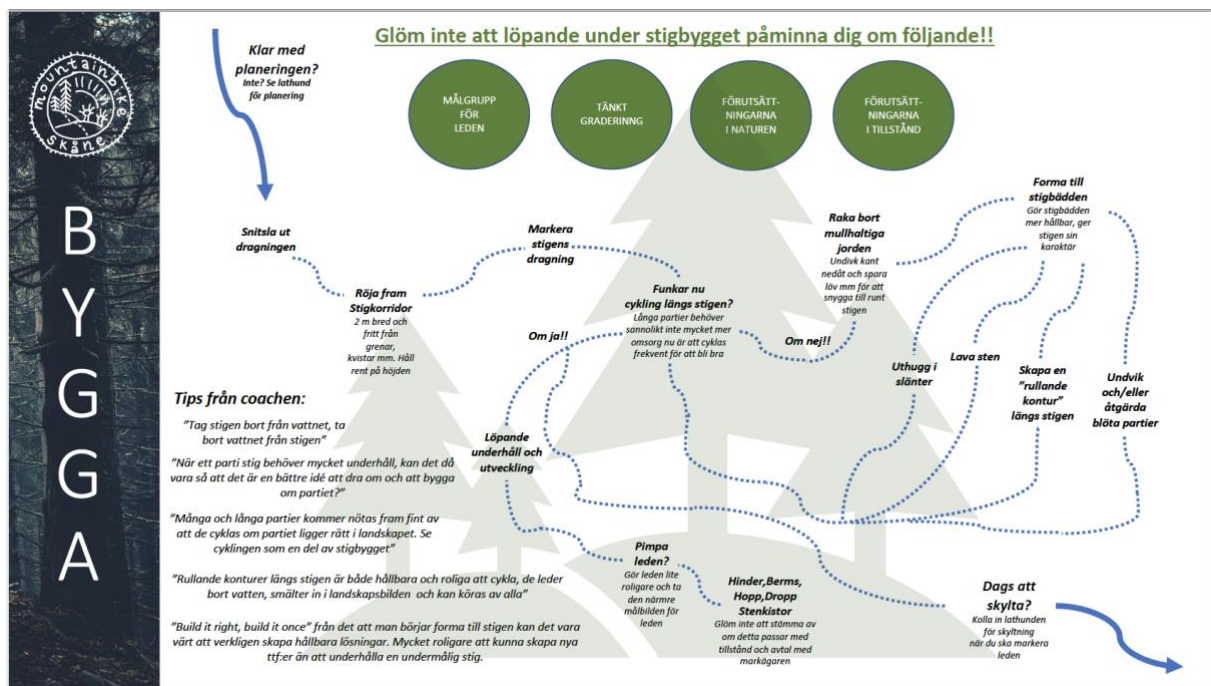 mountainbike
Skåne
BYGGA
Glöm inte att löpande under stigbygget påminna dig om följande!!
Klar med
planeringen?
Inte? Se lathund
för planering
MÅLGRUPP
FÖR
LEDEN
TÄNKT
GRADERINNG
FÖRUTSÄTT-
NINGARNA
I NATUREN
FÖRUTSÄTT-
NINGARNA
I TILLSTÅND
Snitsla ut
dragningen
Röja fram
Stigkorridor
2 m bred och
fritt från
grenar,
kvistar mm. Håll
rent på höjden
Markera
stigens
dragning
Funkar nu
cykling längs stigen?
Långa partier behöver
sannolikt inte mycket mer
omsorg nu är att cyklas
frekvent för att bli bra
Om ja!!
Om nej!!
Raka bort
mullhaltiga
jorden
Undivk kant
nedåt och spara
löv mm för att
snygga till runt
stigen
Forma till
stigbädden
Gör stigbädden
mer hållbar, ger
stigen sin
karaktär
Uthugg i
slänter
Lava sten
Skapa en
”rullande
kontur”
längs stigen
Undvik
och/eller
åtgärda
blöta partier
Löpande
underhåll och
utveckling
Pimpa
leden?
Gör leden lite
roligare och ta
den närmre
målbilden för
leden
Hinder,Berms,
Hopp,Dropp
Stenkistor
Glöm inte att stämma av
om detta passar med
tillstånd och avtal med
markägaren
Dags att
skylta?
Kolla in lathunden
för skyltning
när du ska markera
leden
Tips från coachen:
”Tag stigen bort från vattnet, ta
bort vattnet från stigen”
”När ett parti stig behöver mycket underhåll, kan det då
vara så att det är en bättre idé att dra om och att bygga
om partiet?”
”Många och långa partier kommer nötas fram fint av
att de cyklas om partiet ligger rätt i landskapet. Se
cyklingen som en del av stigbygget”
”Rullande konturer längs stigen är både hållbara och roliga att cykla, de leder
bort vatten, smälter in i landskapsbilden och kan köras av alla”
”Build it right, build it once” från det att man börjar forma till stigen kan det vara
värt att verkligen skapa hållbara lösningar. Mycket roligare att kunna skapa nya
ttf:er än att underhålla en undermålig stig.